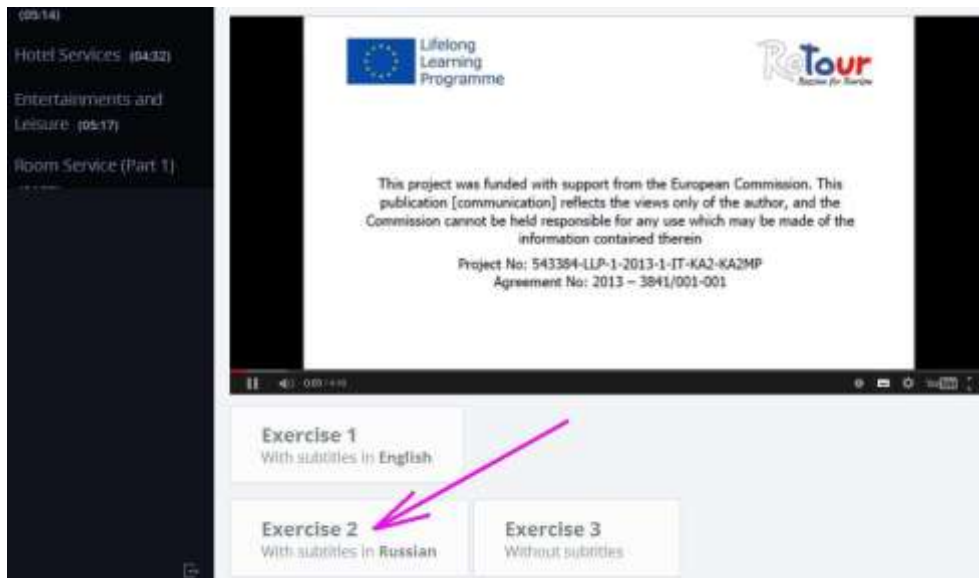 (05:14)
Hotel Services (04:32)
Entertainments and
Leisure (05:17)
Room Service (Part 1)
Lifelong
Learning
Programme
ReTour
Russian for Tourism
This project was funded with support from the European Commission. This
publication [communication] reflects the views only of the author, and the
Commission cannot be held responsible for any use which may be made of the
information contained therein
Project No: 543384-LLP-1-2013-1-IT-KA2-KA2MP
Agreement No: 2013 – 3841/001-001
Exercise 1
With subtitles in English
Exercise 2
With subtitles in Russian
Exercise 3
Without subtitles